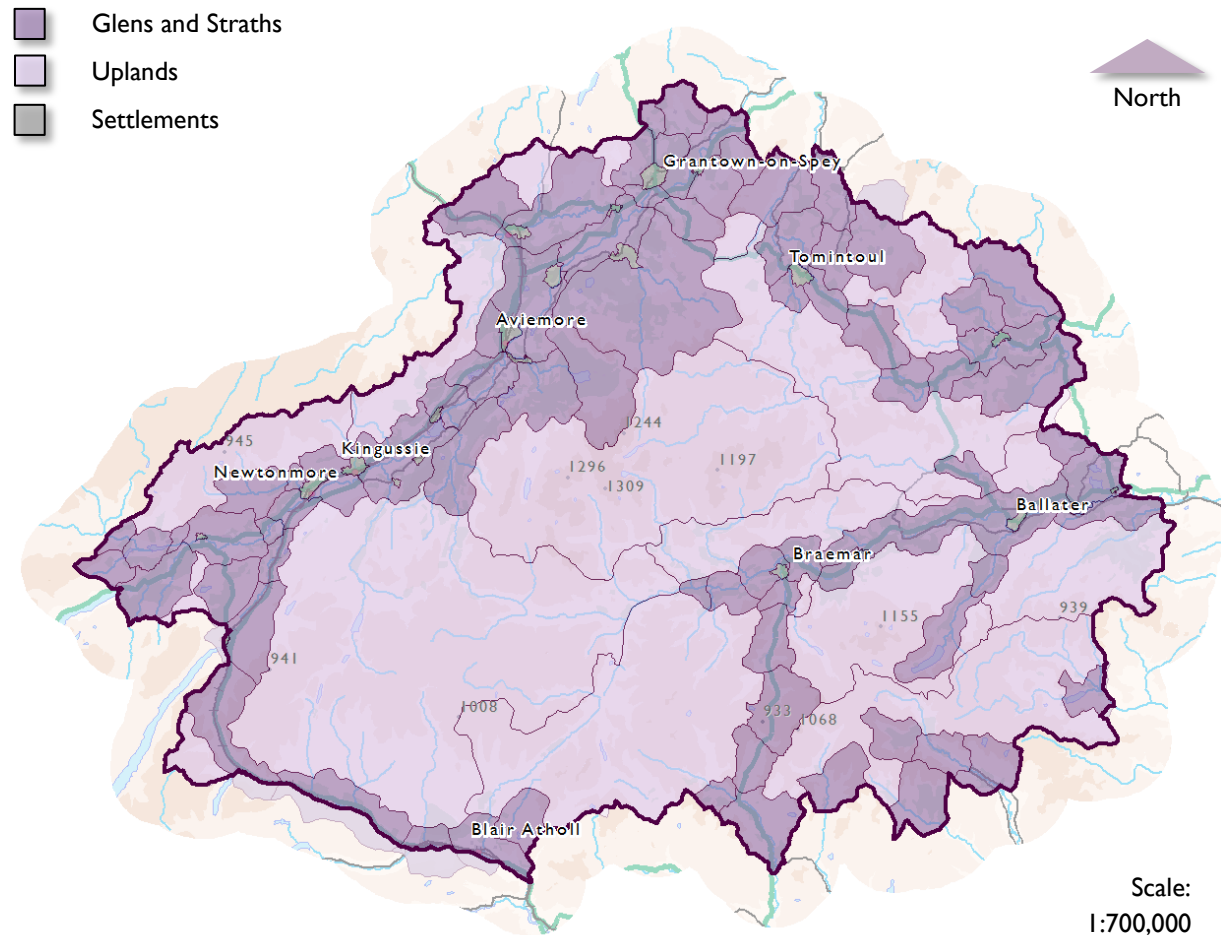 Glens and Straths
Uplands
Settlements
North
Grantown-on-Spey
Tomintoul
Aviemore
1244
945
Kingussie
1197
1296
Newtonmore
1309
Ballater
Braemar
939
1155
941
1008
933
1068
Blair Atholl
Scale:
1:700,000